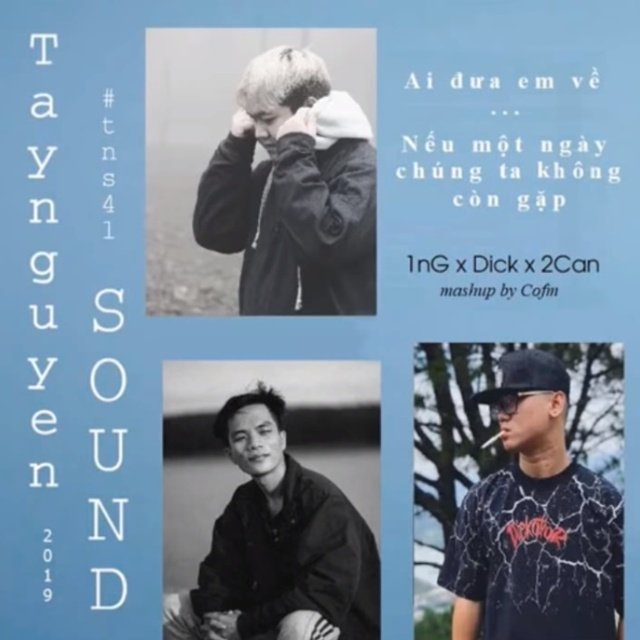 Taynguyen
2019
#tns41
SOUND
Ai đưa em về
...
Nếu một ngày
chúng ta không
còn gặp
1nG x Dick x 2Can
mashup by Cofm